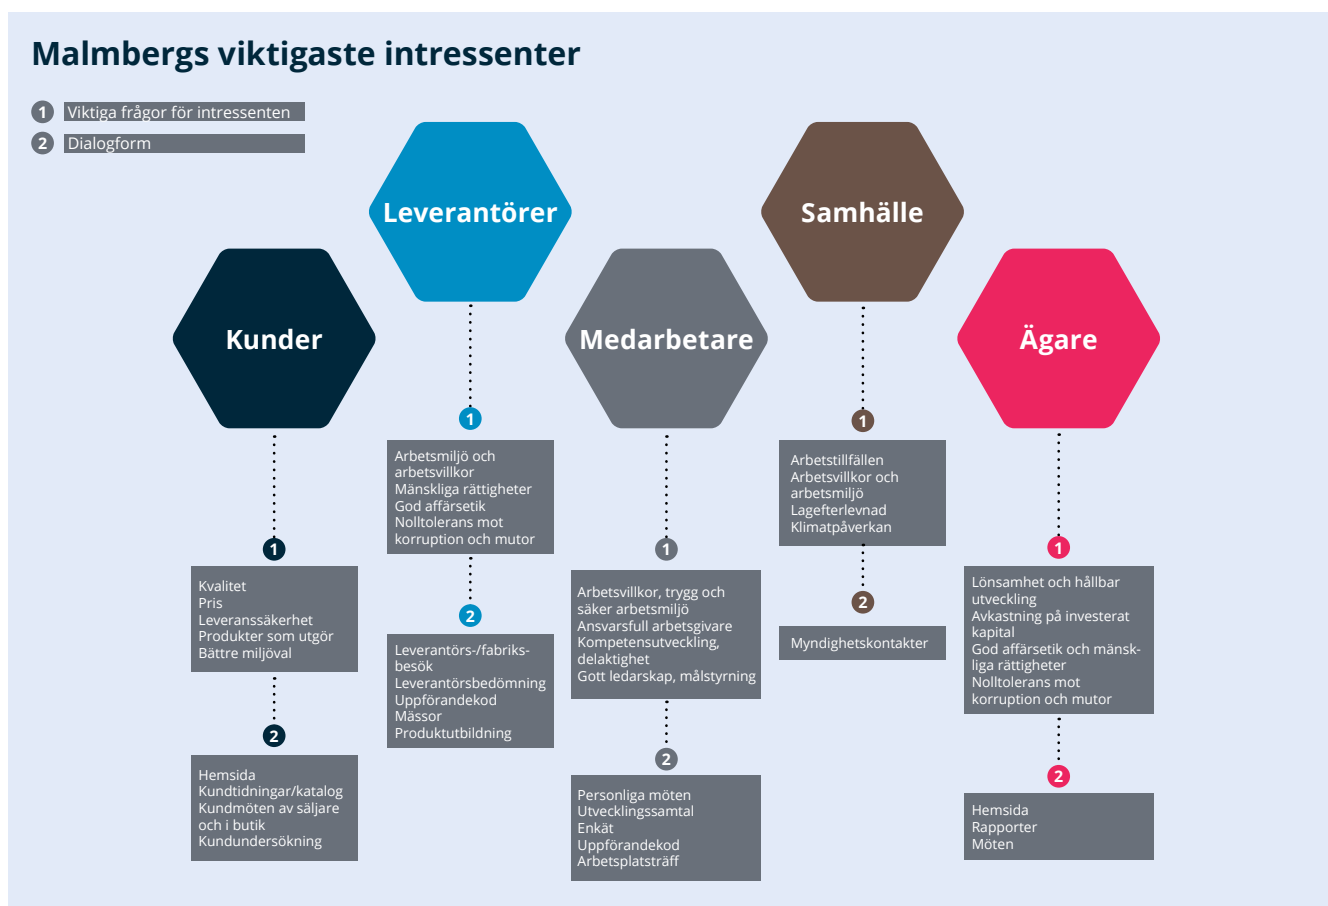 Malmbergs viktigaste intressenter
1 Viktiga frågor för intressenten
2 Dialogform
Kunder
1
Kvalitet
Pris
Leveranssäkerhet
Produkter som utgör
Bättre miljöval
2
Hemsida
Kundtidningar/katalog
Kundmöten av säljare
och i butik
Kundundersökning
Leverantörer
1
Arbetsmiljö och
arbetsvillkor
Mänskliga rättigheter
God affärsetik
Nolltolerans mot
korruption och mutor
2
Leverantörs-/fabriks-
besök
Leverantörsbedömning
Uppförandekod
Mässor
Produktutbildning
Medarbetare
1
Arbetsvillkor, trygg och
säker arbetsmiljö
Ansvarsfull arbetsgivare
Kompetensutveckling,
delaktighet
Gott ledarskap, målstyrning
2
Personliga möten
Utvecklingssamtal
Enkät
Uppförandekod
Arbetsplatsträff
Samhälle
1
Arbetstillfällen
Arbetsvillkor och
arbetsmiljö
Lagefterlevnad
Klimatpåverkan
2
Myndighetskontakter
Ägare
1
Lönsamhet och hållbar
utveckling
Avkastning på investerat
kapital
God affärsetik och mänsk-
liga rättigheter
Nolltolerans mot
korruption och mutor
2
Hemsida
Rapporter
Möten